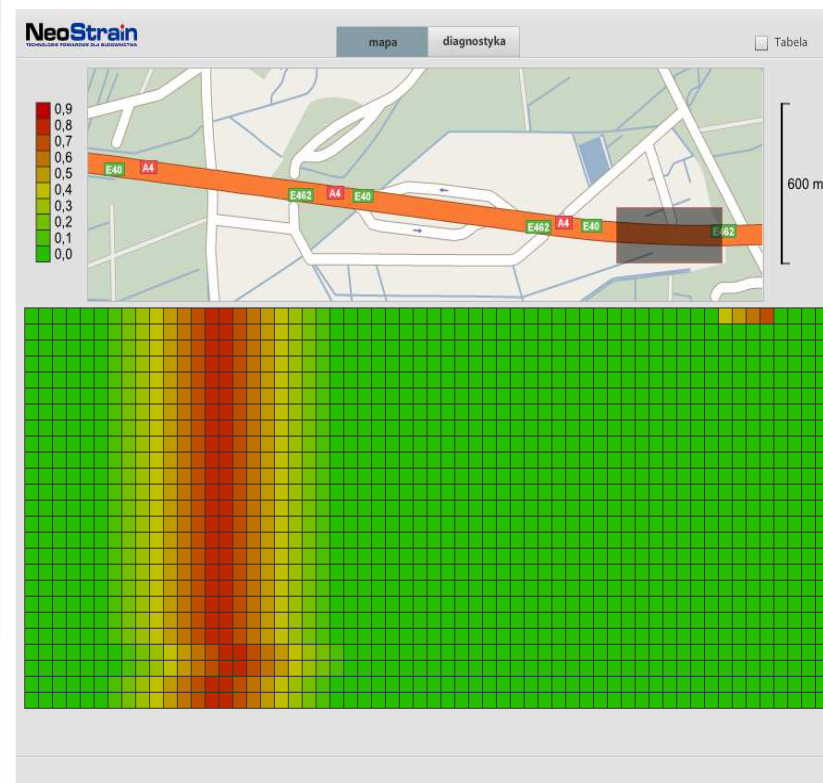 NeoStrain
TECHNOLOGIE POMIAROWE DLA BUDOWNICTWA
mapa
diagnostyka
Tabela
0,9
0,8
0,7
0,6
0,5
0,4
0,3
0,2
0,1
0,0
E40 A4
E462 A4 E40
E462 A4 E40
E462
600 m